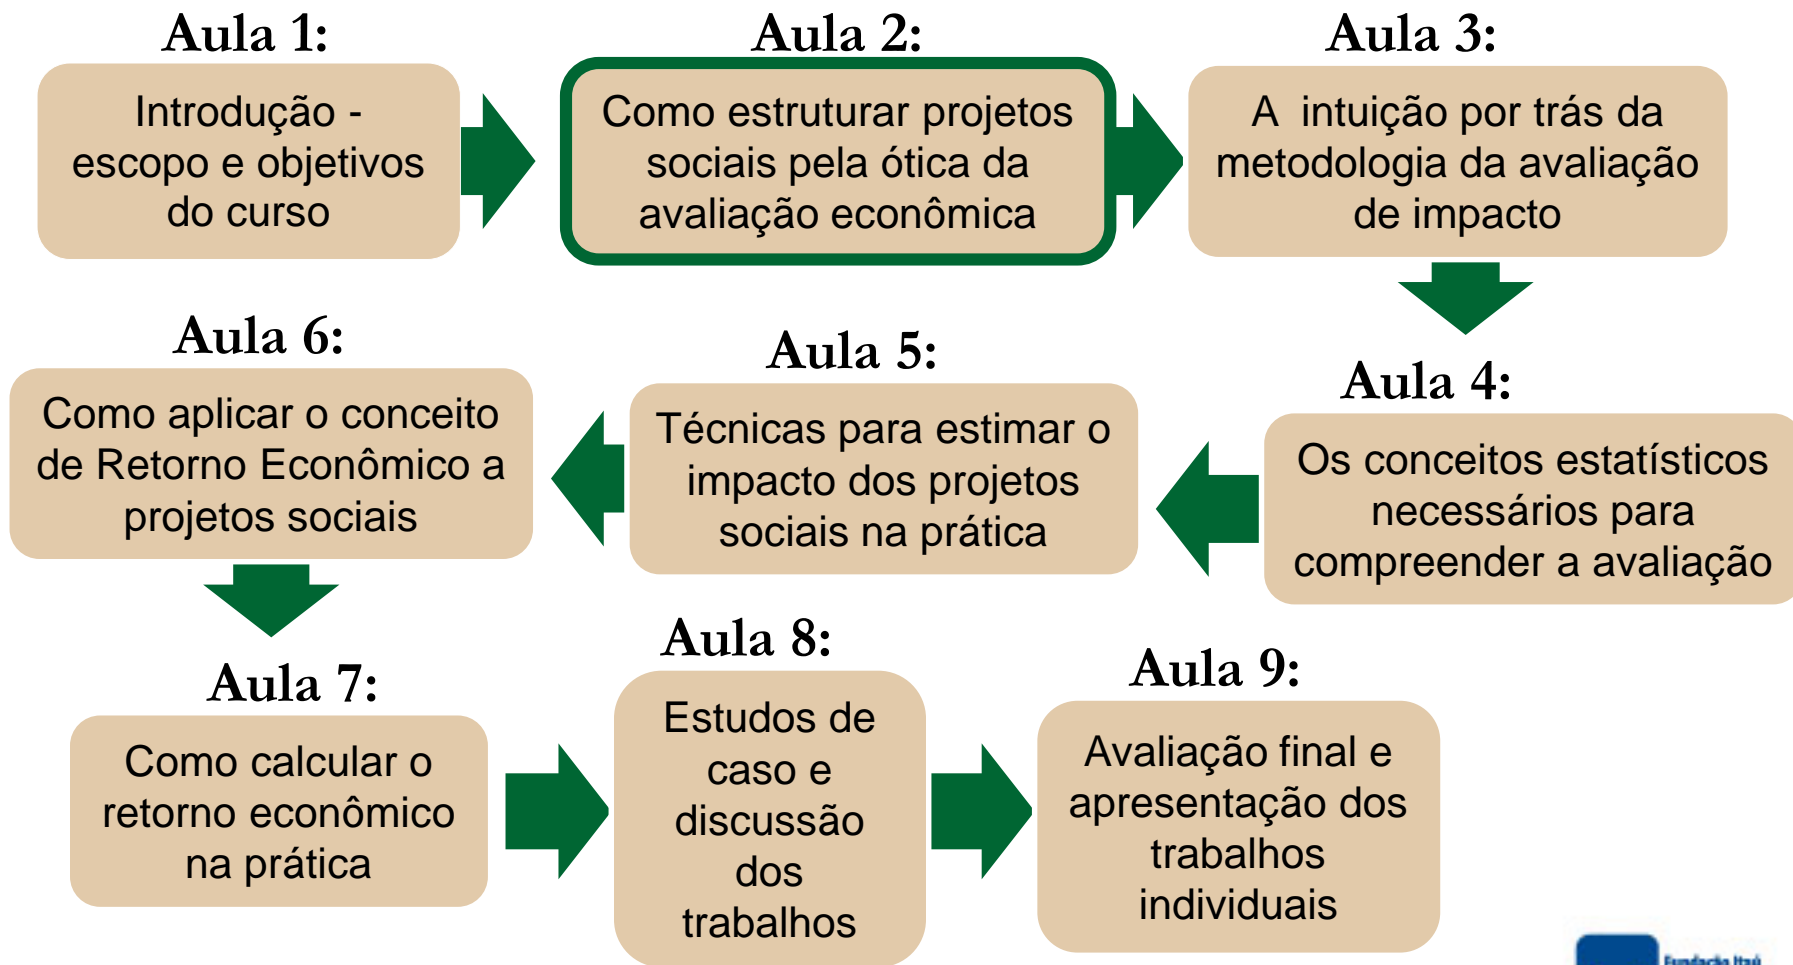 Aula 1:
Introdução -
escopo e objetivos
do curso
Aula 2:
Como estruturar projetos
sociais pela ótica da
avaliação econômica
Aula 3:
A intuição por trás da
metodologia da avaliação
de impacto
Aula 4:
Os conceitos estatísticos
necessários para
compreender a avaliação
Aula 5:
Técnicas para estimar o
impacto dos projetos
sociais na prática
Aula 6:
Como aplicar o conceito
de Retorno Econômico a
projetos sociais
Aula 7:
Como calcular o
retorno econômico
na prática
Aula 8:
Estudos de
caso e
discussão
dos
trabalhos
Aula 9:
Avaliação final e
apresentação dos
trabalhos
individuais
Fundação Itaú